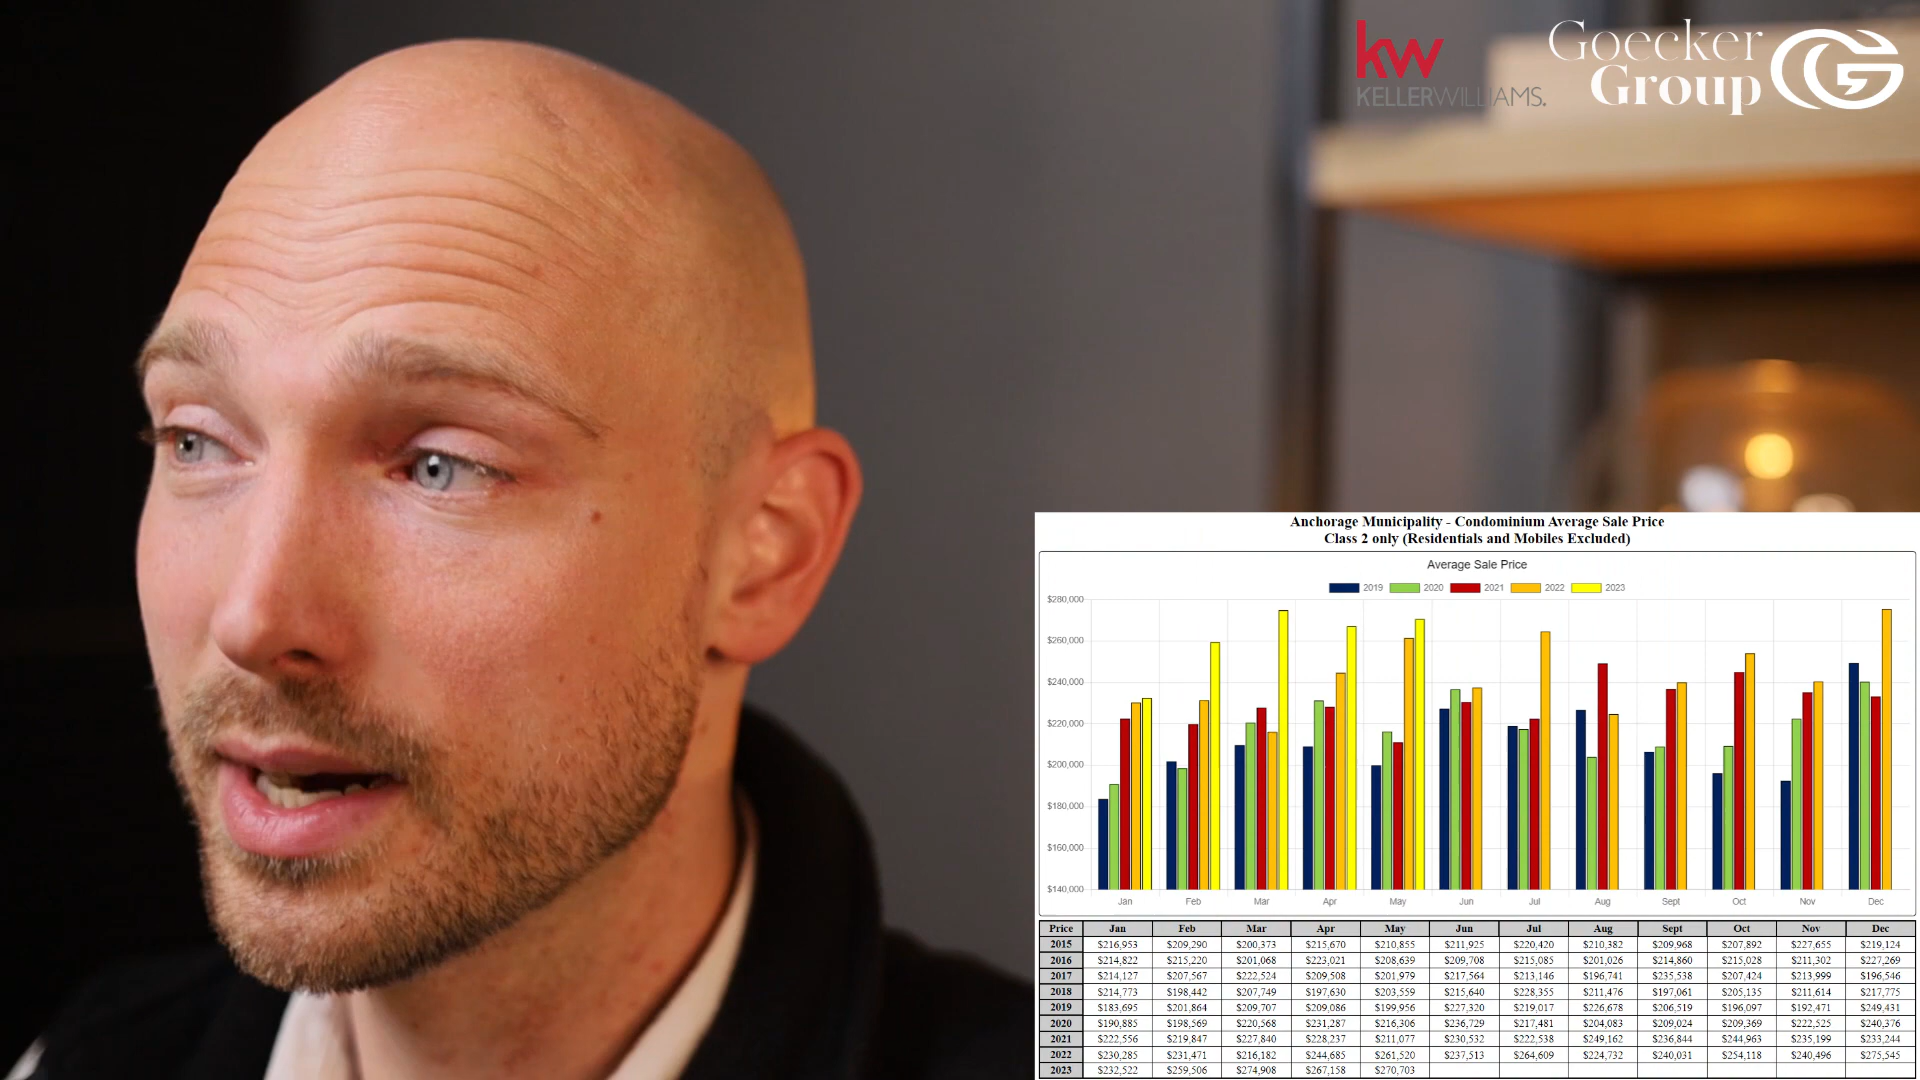 kw
KELLERWILLIAMS.
Goecker
Group
Anchorage Municipality - Condominium Average Sale Price
Class 2 only (Residentials and Mobiles Excluded)
Average Sale Price
2019 2020 2021 2022 2023
$280,000
$260,000
$240,000
$220,000
$200,000
$180,000
$160,000
$140,000
Jan Feb Mar Apr May Jun Jul Aug Sept Oct Nov Dec
Price Jan Feb Mar Apr May Jun Jul Aug Sept Oct Nov Dec
2015 $216,953 $209,290 $200,373 $215,670 $210,855 $211,925 $220,420 $210,382 $209,968 $207,892 $227,655 $219,124
2016 $214,822 $215,220 $201,068 $223,021 $208,639 $209,708 $215,085 $201,026 $214,860 $215,028 $211,302 $227,269
2017 $214,127 $207,567 $222,524 $209,508 $201,979 $217,564 $213,146 $196,741 $235,538 $207,424 $213,999 $196,546
2018 $214,773 $198,442 $207,749 $197,630 $203,559 $215,640 $228,355 $211,476 $197,061 $205,135 $211,614 $217,775
2019 $183,695 $201,864 $209,707 $209,086 $199,956 $227,320 $219,017 $226,678 $206,519 $196,097 $192,471 $249,431
2020 $190,885 $198,569 $220,568 $231,287 $216,306 $236,729 $217,481 $204,083 $209,024 $209,369 $222,525 $240,376
2021 $222,556 $219,847 $227,840 $228,237 $211,077 $230,532 $222,538 $249,162 $236,844 $244,963 $235,199 $233,244
2022 $230,285 $231,471 $216,182 $244,685 $261,520 $237,513 $264,609 $224,732 $240,031 $254,118 $240,496 $275,545
2023 $232,522 $259,506 $274,908 $267,158 $270,703